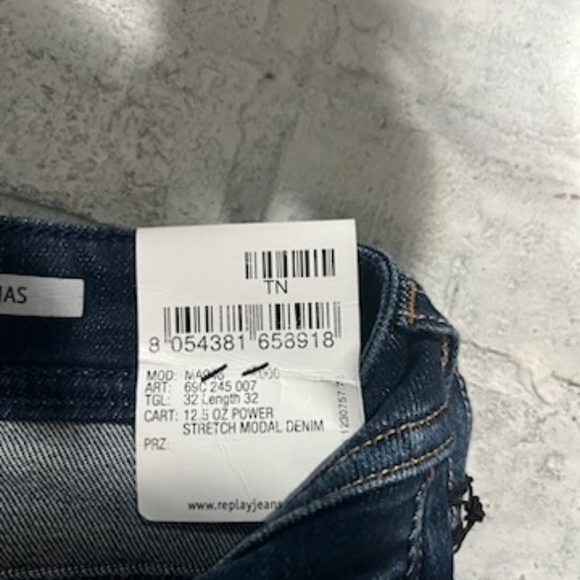 TN
IAS
8 054381 658918
MOD:
ART: 69C 245 007
TGL: 32 Length 32
CART: 12.5 OZ POWER
STRETCH MODAL DENIM
PRZ:
www.replayjeans